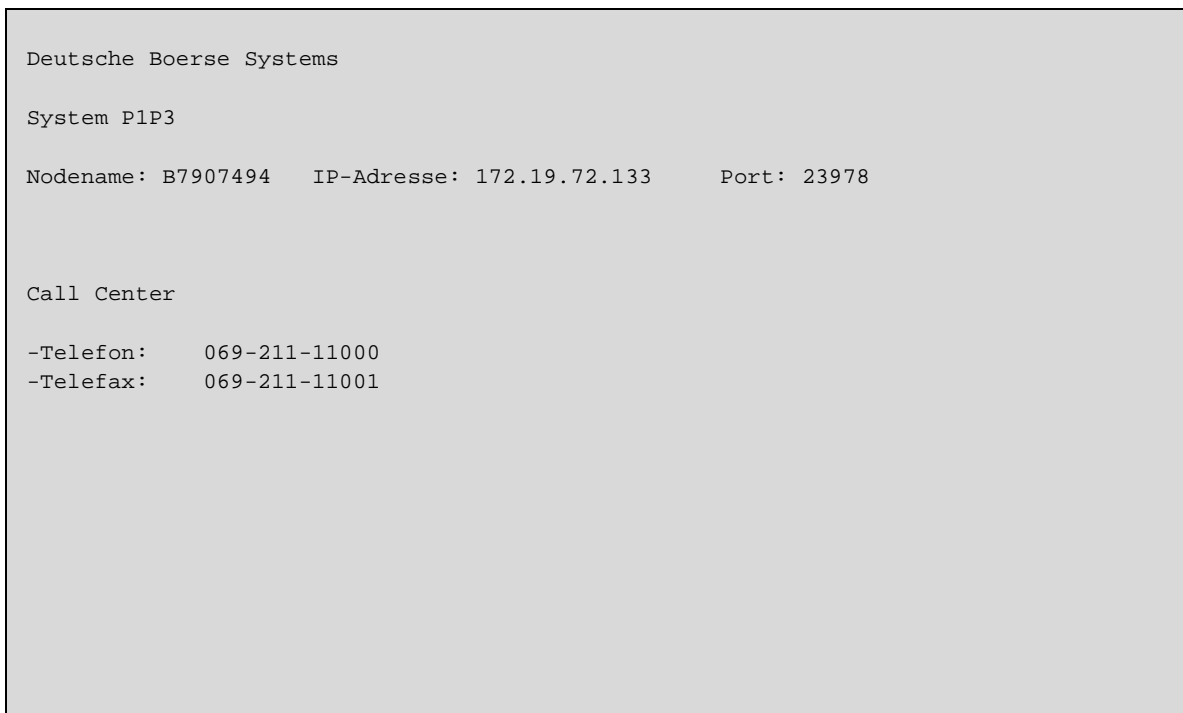 Deutsche Boerse Systems
System P1P3
Nodename: B7907494 IP-Adresse: 172.19.72.133 Port: 23978
Call Center
-Telefon: 069-211-11000
-Telefax: 069-211-11001